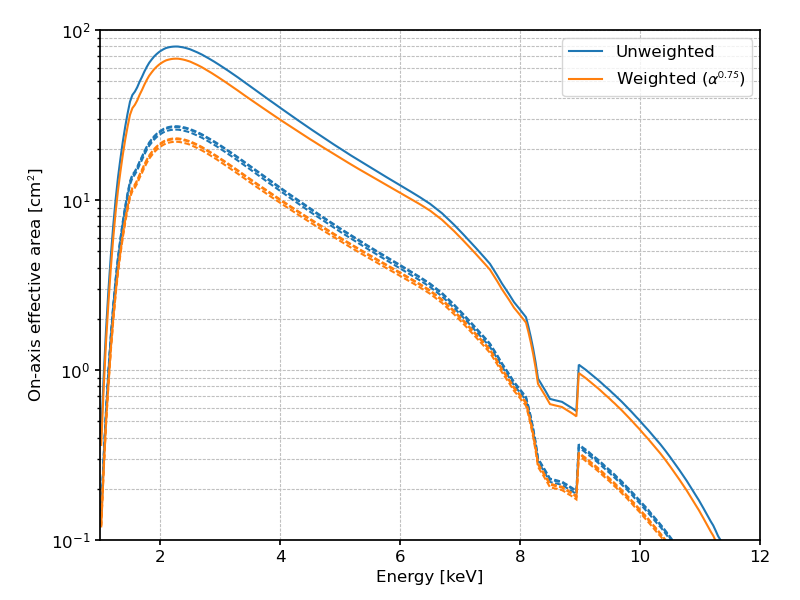 10²
10¹
10⁰
10⁻¹
On-axis effective area [cm²]
Unweighted
Weighted (α⁰·⁷⁵)
2 4 6 8 10 12
Energy [keV]